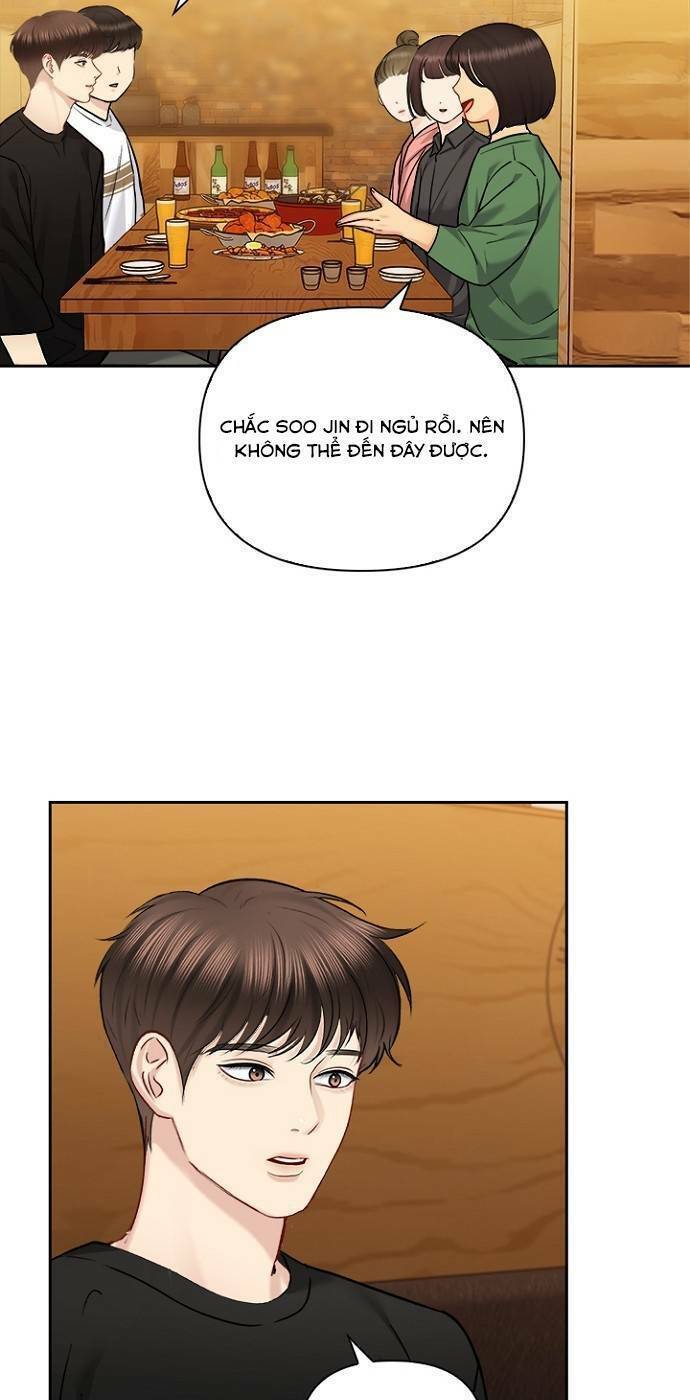 CHẮC SOO JIN ĐI NGỦ RỒI. NÊN
KHÔNG THỂ ĐẾN ĐÂY ĐƯỢC.